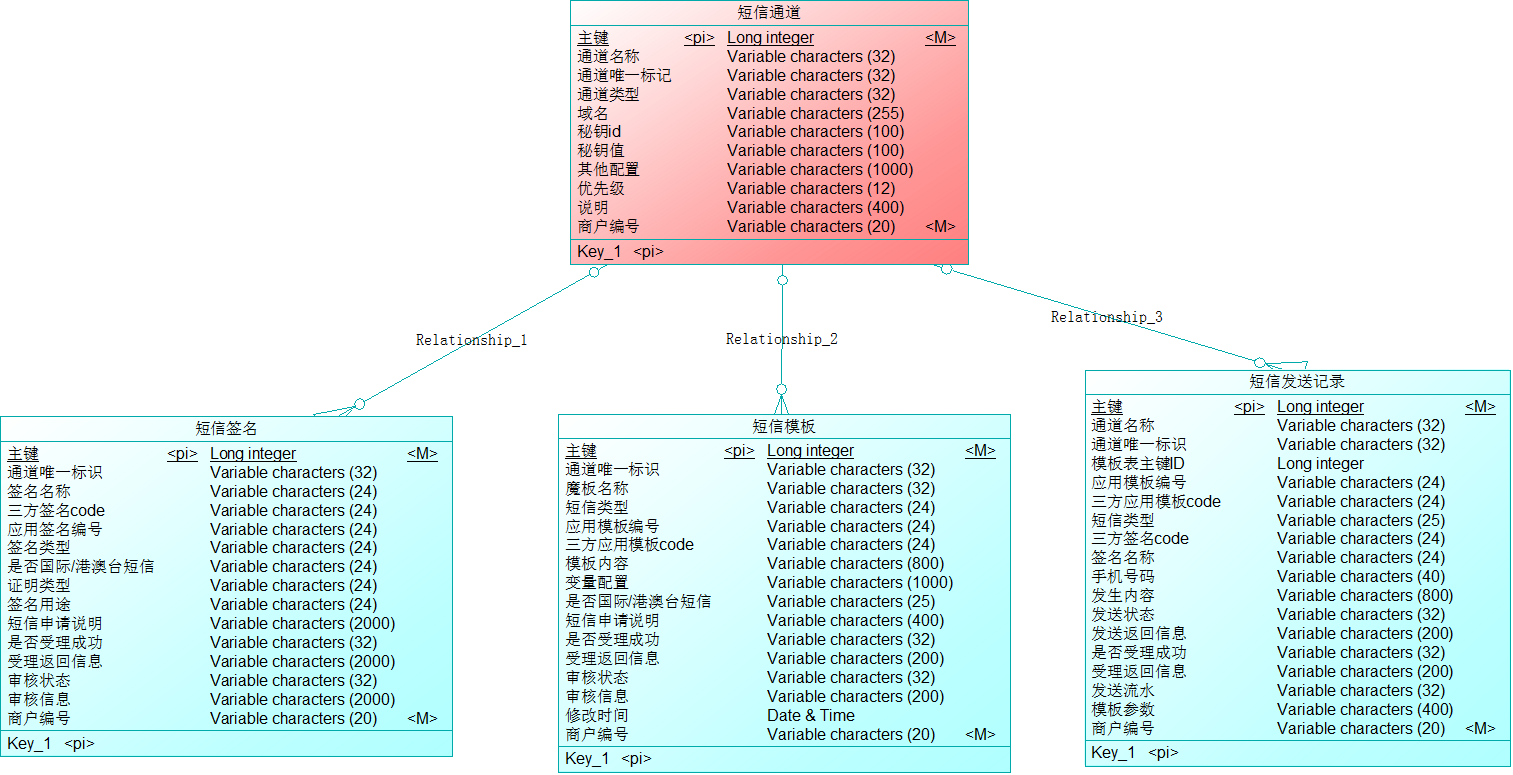 短信通道
主键 <pi> Long integer <M>
通道名称 Variable characters (32)
通道唯一标记 Variable characters (32)
通道类型 Variable characters (32)
域名 Variable characters (255)
秘钥id Variable characters (100)
秘钥值 Variable characters (100)
其他配置 Variable characters (1000)
优先级 Variable characters (12)
说明 Variable characters (400)
商户编号 Variable characters (20) <M>
Key_1 <pi>
Relationship_1
Relationship_2
Relationship_3
短信签名
主键 <pi> Long integer <M>
通道唯一标识 Variable characters (32)
签名名称 Variable characters (24)
三方签名code Variable characters (24)
应用签名编号 Variable characters (24)
签名类型 Variable characters (24)
是否国际/港澳台短信 Variable characters (24)
证明类型 Variable characters (24)
签名用途 Variable characters (24)
短信申请说明 Variable characters (2000)
是否受理成功 Variable characters (32)
受理返回信息 Variable characters (2000)
审核状态 Variable characters (32)
审核信息 Variable characters (2000)
商户编号 Variable characters (20) <M>
Key_1 <pi>
短信模板
主键 <pi> Long integer <M>
通道唯一标识 Variable characters (32)
魔板名称 Variable characters (32)
短信类型 Variable characters (24)
应用模板编号 Variable characters (24)
三方应用模板code Variable characters (24)
模板内容 Variable characters (800)
变量配置 Variable characters (1000)
是否国际/港澳台短信 Variable characters (25)
短信申请说明 Variable characters (400)
是否受理成功 Variable characters (32)
受理返回信息 Variable characters (200)
审核状态 Variable characters (32)
审核信息 Variable characters (200)
修改时间 Date & Time
商户编号 Variable characters (20) <M>
Key_1 <pi>
短信发送记录
主键 <pi> Long integer <M>
通道名称 Variable characters (32)
通道唯一标识 Variable characters (32)
模板表主键ID Long integer
应用模板编号 Variable characters (24)
三方应用模板code Variable characters (24)
短信类型 Variable characters (25)
三方签名code Variable characters (24)
签名名称 Variable characters (24)
手机号码 Variable characters (40)
发生内容 Variable characters (800)
发送状态 Variable characters (32)
发送返回信息 Variable characters (200)
是否受理成功 Variable characters (32)
受理返回信息 Variable characters (200)
发送流水 Variable characters (32)
模板参数 Variable characters (400)
商户编号 Variable characters (20) <M>
Key_1 <pi>